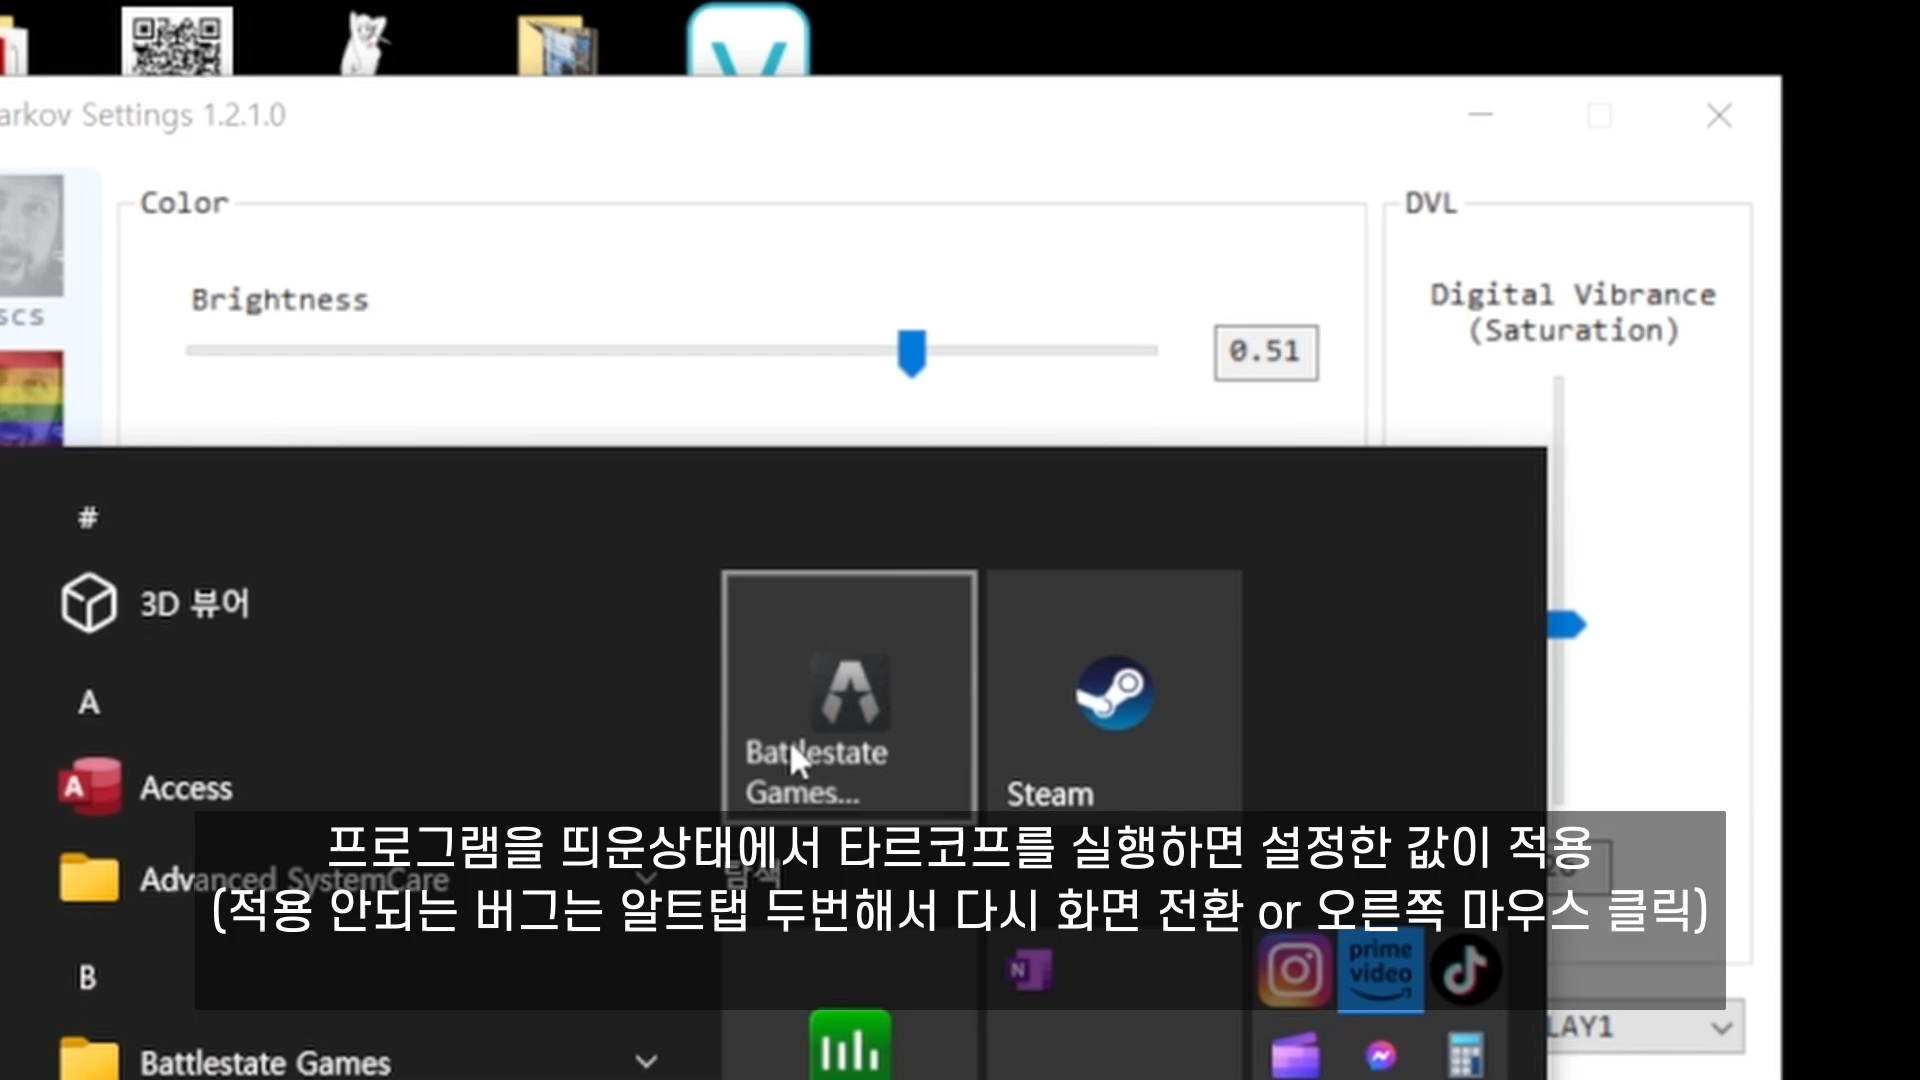 arkov Settings 1.2.1.0
Color
DVL
Brightness
0.51
Digital Vibrance
(Saturation)
scs
#
3D 뷰어
A
Access
Advanced SystemCare
B
Battlestate Games
Battlestate
Games...
Steam
탐색
프로그램을 띄운상태에서 타르코프를 실행하면 설정한 값이 적용
(적용 안되는 버그는 알트탭 두번해서 다시 화면 전환 or 오른쪽 마우스 클릭)
prime
video
LAY1